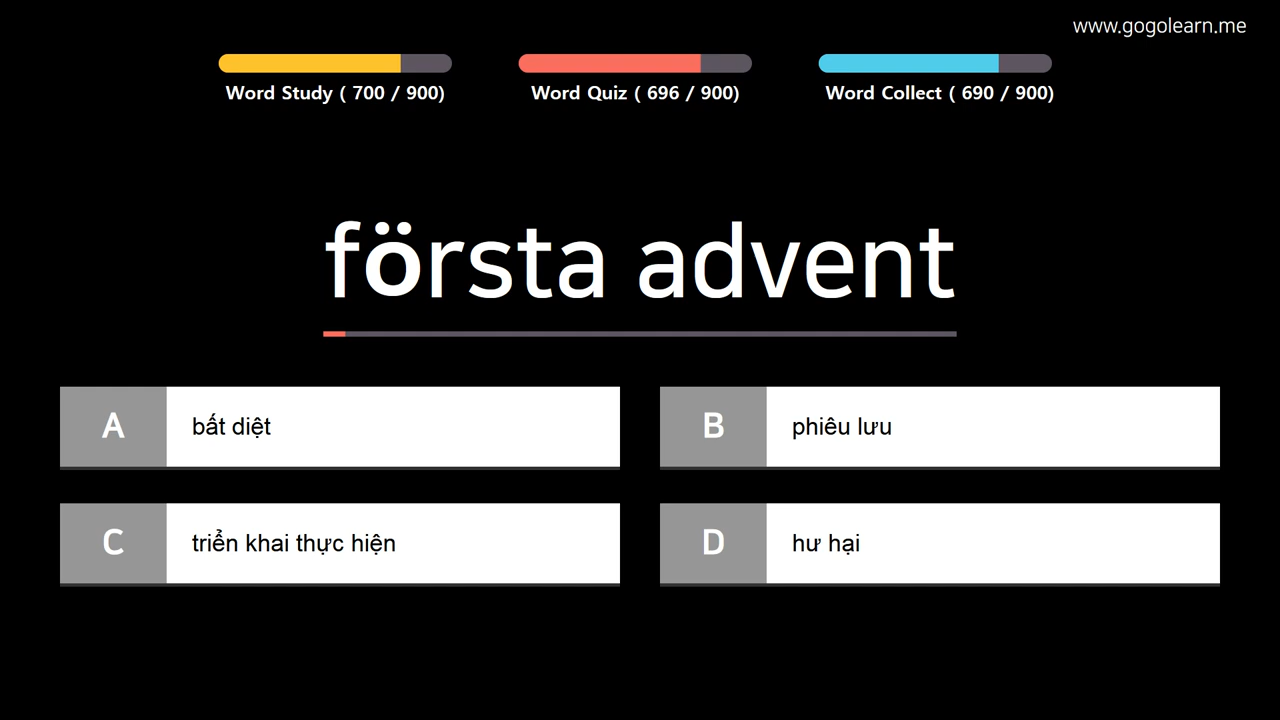 www.gogolearn.me
Word Study ( 700 / 900)
Word Quiz ( 696 / 900)
Word Collect ( 690 / 900)
första advent
A bất diệt
B phiêu lưu
C triển khai thực hiện
D hư hại